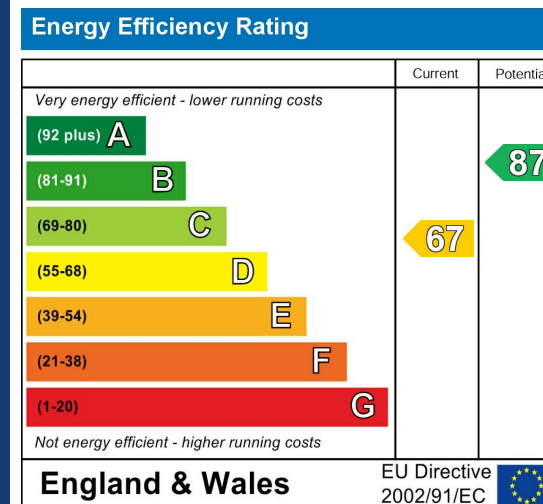 Energy Efficiency Rating
Current Potentia
Very energy efficient - lower running costs
(92 plus) A
(81-91) B
87
(69-80) C
67
(55-68) D
(39-54) E
(21-38) F
(1-20) G
Not energy efficient - higher running costs
England & Wales
EU Directive
2002/91/EC